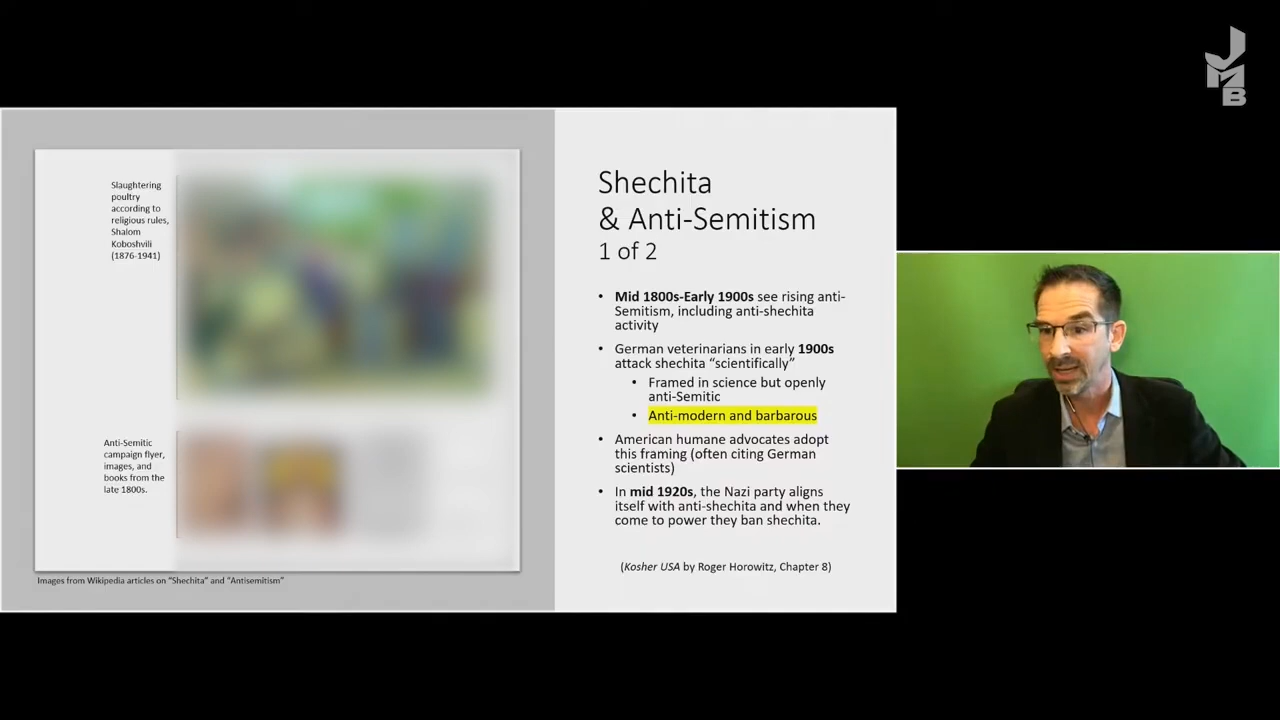 JMB
Slaughtering
poultry
according to
religious rules,
Shalom
Koboshvili
(1876-1941)
Anti-Semitic
campaign flyer,
images, and
books from the
late 1800s.
Images from Wikipedia articles on “Shechita” and “Antisemitism”
Shechita
& Anti-Semitism
1 of 2
• Mid 1800s-Early 1900s see rising anti-
Semitism, including anti-shechita
activity
• German veterinarians in early 1900s
attack shechita “scientifically”
• Framed in science but openly
anti-Semitic
• Anti-modern and barbarous
• American humane advocates adopt
this framing (often citing German
scientists)
• In mid 1920s, the Nazi party aligns
itself with anti-shechita and when they
come to power they ban shechita.
(Kosher USA by Roger Horowitz, Chapter 8)